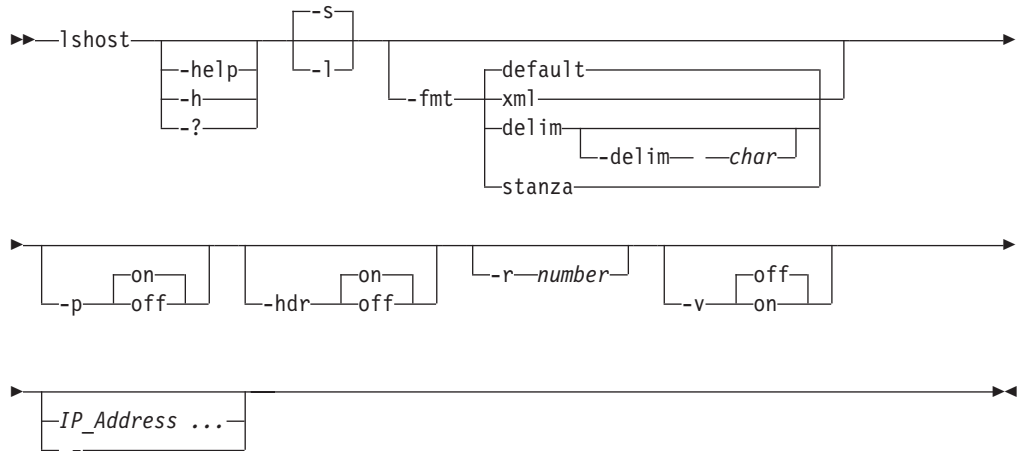 -s
lshost
-help
-l
default
-h
-fmt
xml
-?
delim
-delim char
stanza
on
on
-r number
off
-p
off
-hdr
off
-v
on
IP_Address ...